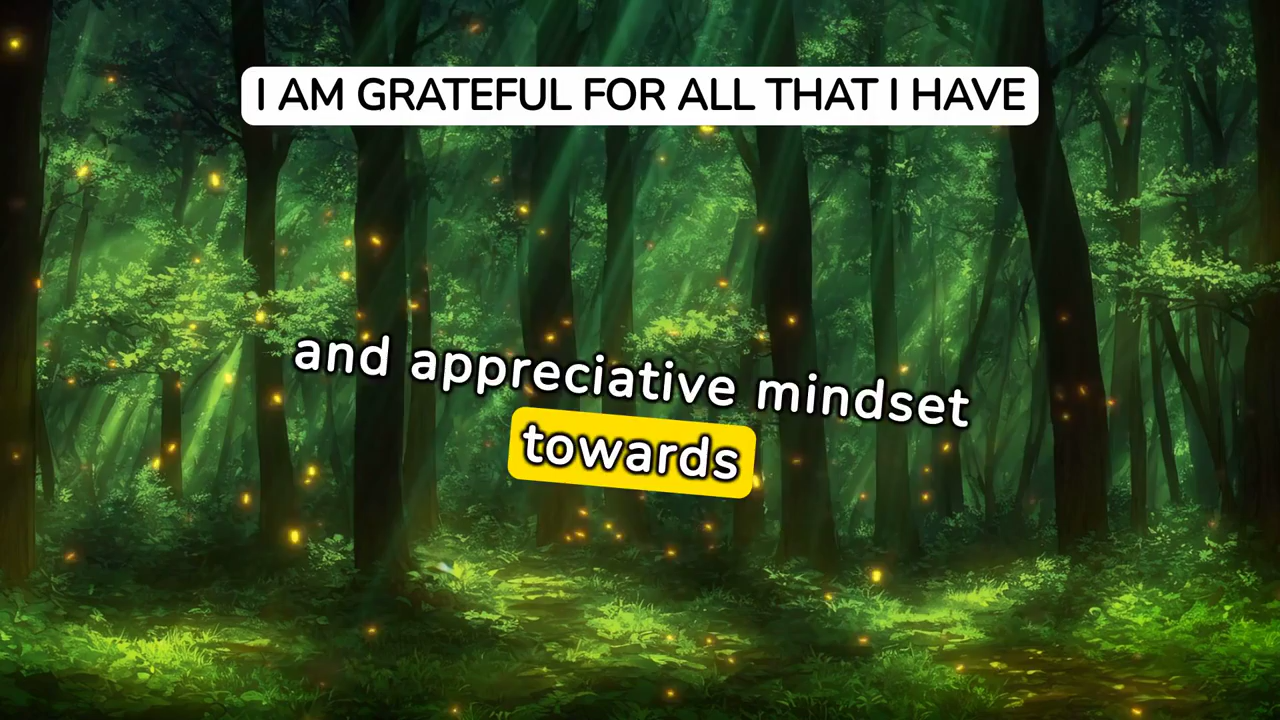 I AM GRATEFUL FOR ALL THAT I HAVE
and appreciative mindset
towards